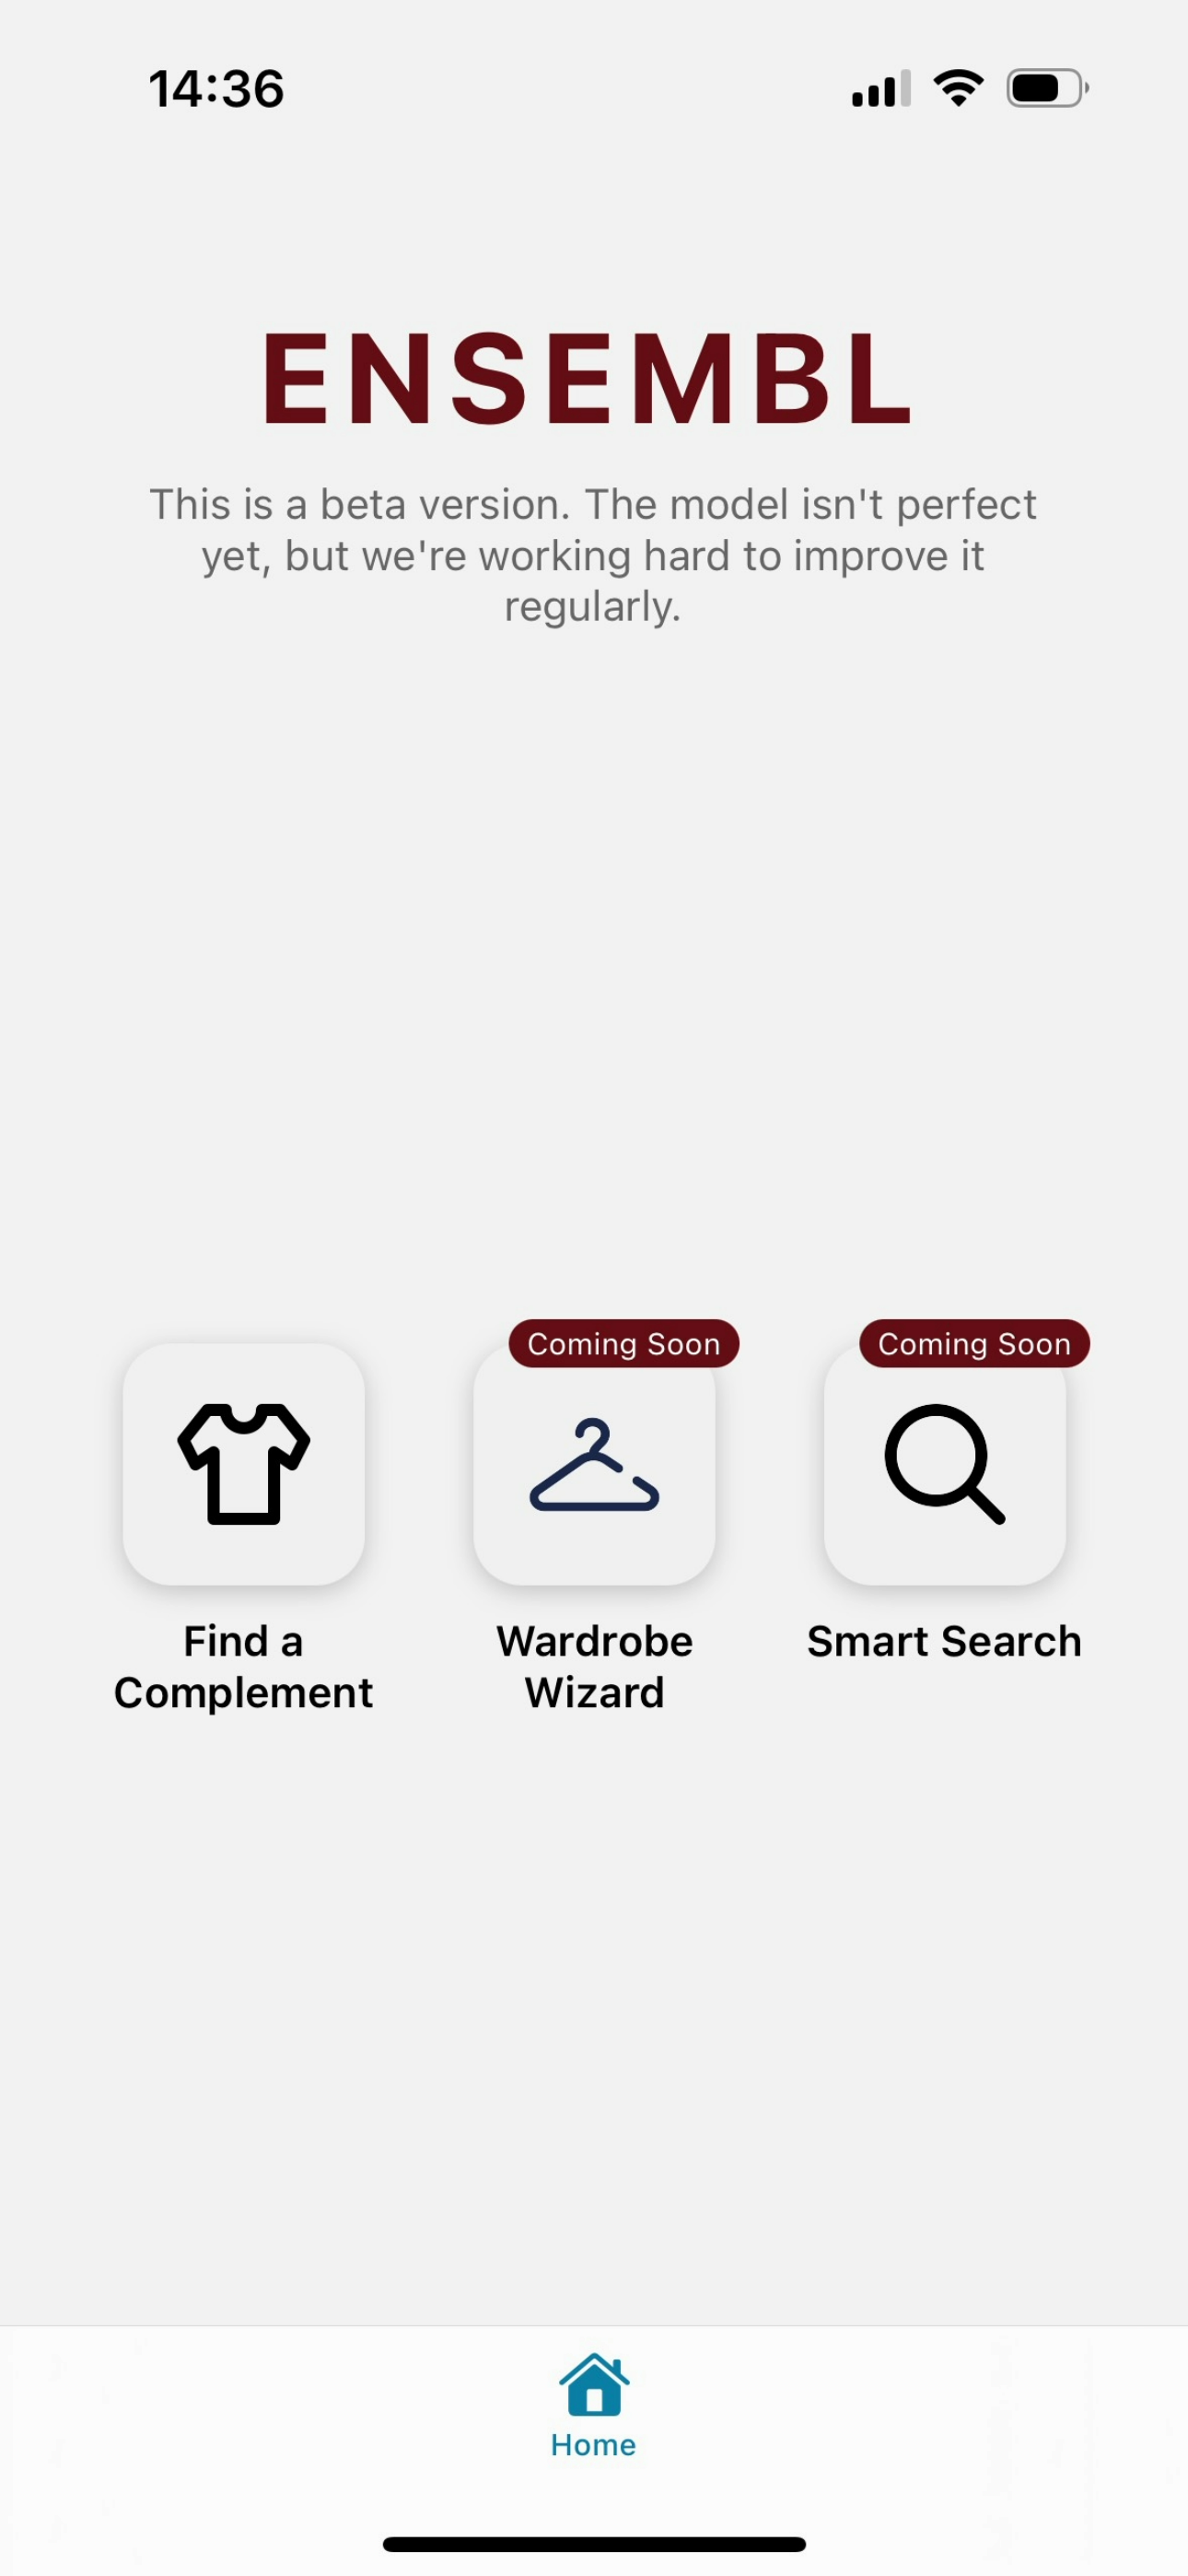 14:36
ENSEMBL
This is a beta version. The model isn't perfect
yet, but we're working hard to improve it
regularly.
Coming Soon
Coming Soon
Find a
Complement
Wardrobe
Wizard
Smart Search
Home